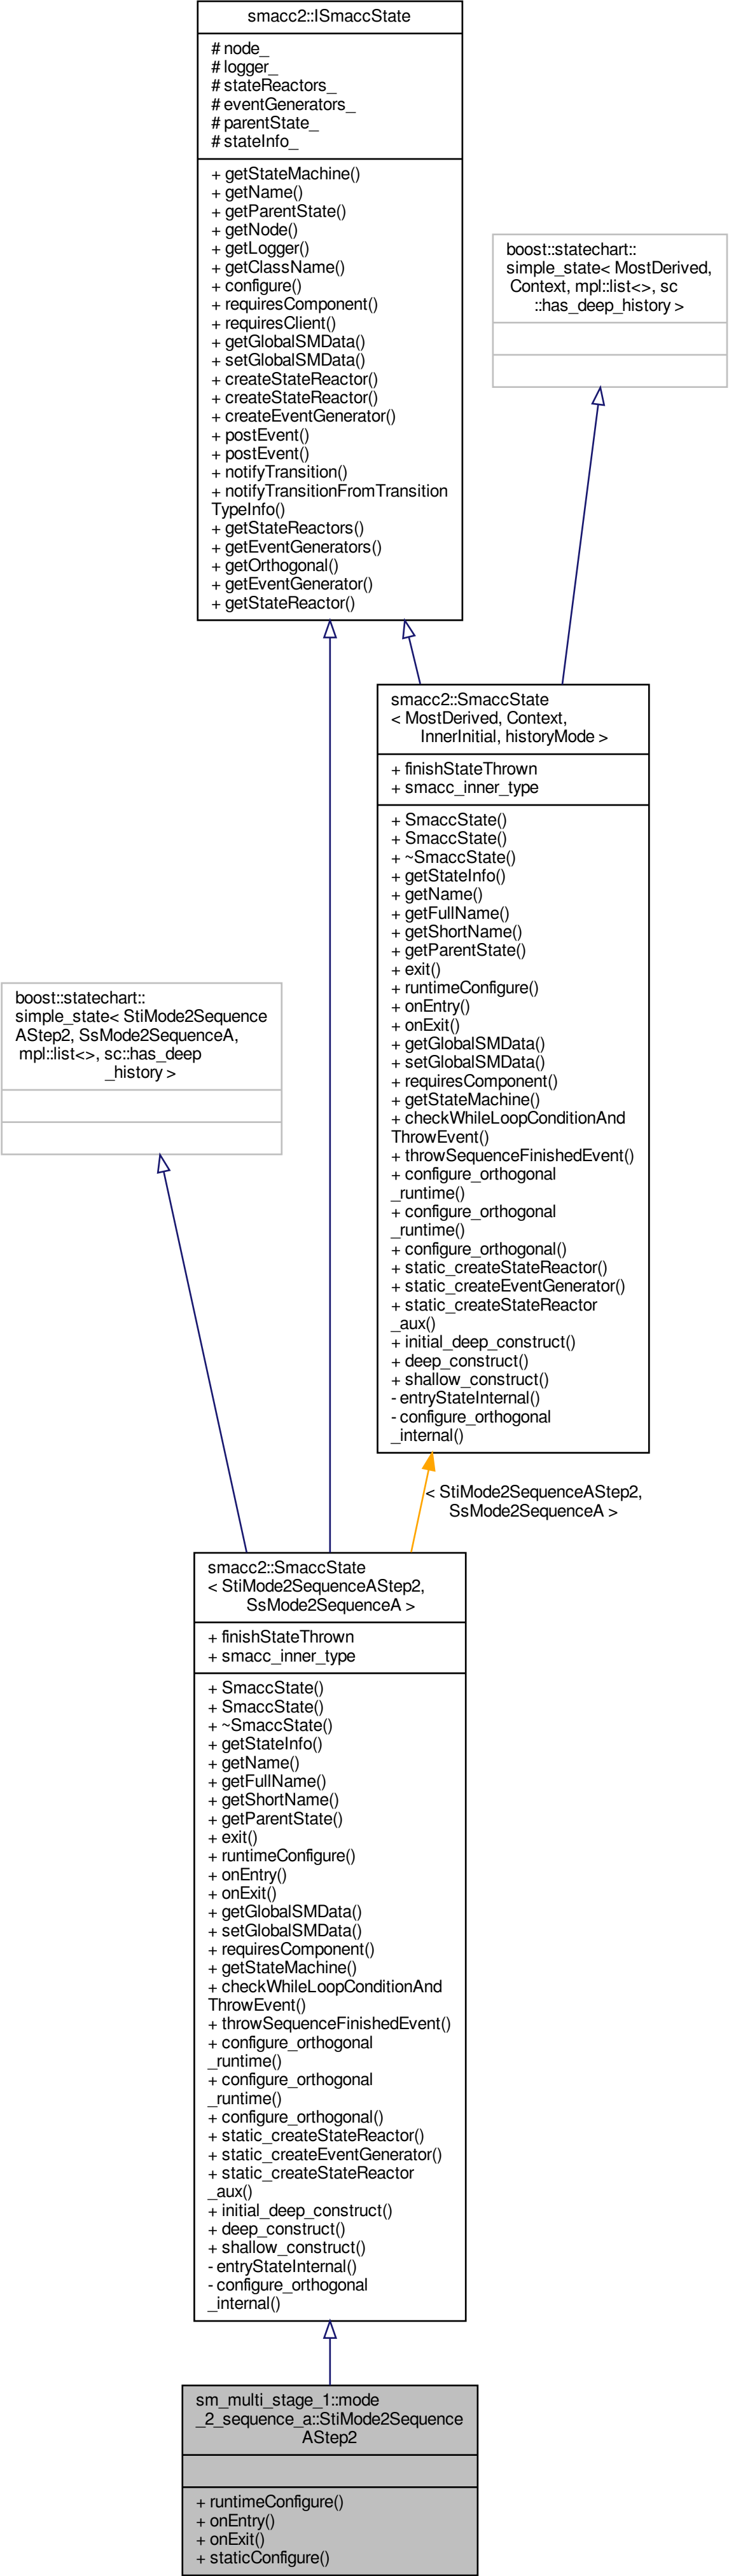 smacc2::ISmaccState
# node_
# logger_
# stateReactors_
# eventGenerators_
# parentState_
# stateInfo_
+ getStateMachine()
+ getName()
+ getParentState()
+ getNode()
+ getLogger()
+ getClassName()
+ configure()
+ requiresComponent()
+ requiresClient()
+ getGlobalSMData()
+ setGlobalSMData()
+ createStateReactor()
+ createStateReactor()
+ createEventGenerator()
+ postEvent()
+ postEvent()
+ notifyTransition()
+ notifyTransitionFromTransition
TypeInfo()
+ getStateReactors()
+ getEventGenerators()
+ getOrthogonal()
+ getEventGenerator()
+ getStateReactor()
boost::statechart::
simple_state< MostDerived,
Context, mpl::list<>, sc
::has_deep_history >
smacc2::SmaccState
< MostDerived, Context,
InnerInitial, historyMode >
+ finishStateThrown
+ smacc_inner_type
+ SmaccState()
+ SmaccState()
+ ~SmaccState()
+ getStateInfo()
+ getName()
+ getFullName()
+ getShortName()
+ getParentState()
+ exit()
+ runtimeConfigure()
+ onEntry()
+ onExit()
+ getGlobalSMData()
+ setGlobalSMData()
+ requiresComponent()
+ getStateMachine()
+ checkWhileLoopConditionAnd
ThrowEvent()
+ throwSequenceFinishedEvent()
+ configure_orthogonal
_runtime()
+ configure_orthogonal
_runtime()
+ configure_orthogonal()
+ static_createStateReactor()
+ static_createEventGenerator()
+ static_createStateReactor
_aux()
+ initial_deep_construct()
+ deep_construct()
+ shallow_construct()
- entryStateInternal()
- configure_orthogonal
_internal()
boost::statechart::
simple_state< StiMode2Sequence
AStep2, SsMode2SequenceA,
mpl::list<>, sc::has_deep
_history >
< StiMode2SequenceAStep2,
SsMode2SequenceA >
smacc2::SmaccState
< StiMode2SequenceAStep2,
SsMode2SequenceA >
+ finishStateThrown
+ smacc_inner_type
+ SmaccState()
+ SmaccState()
+ ~SmaccState()
+ getStateInfo()
+ getName()
+ getFullName()
+ getShortName()
+ getParentState()
+ exit()
+ runtimeConfigure()
+ onEntry()
+ onExit()
+ getGlobalSMData()
+ setGlobalSMData()
+ requiresComponent()
+ getStateMachine()
+ checkWhileLoopConditionAnd
ThrowEvent()
+ throwSequenceFinishedEvent()
+ configure_orthogonal
_runtime()
+ configure_orthogonal
_runtime()
+ configure_orthogonal()
+ static_createStateReactor()
+ static_createEventGenerator()
+ static_createStateReactor
_aux()
+ initial_deep_construct()
+ deep_construct()
+ shallow_construct()
- entryStateInternal()
- configure_orthogonal
_internal()
sm_multi_stage_1::mode
_2_sequence_a::StiMode2Sequence
AStep2
+ runtimeConfigure()
+ onEntry()
+ onExit()
+ staticConfigure()